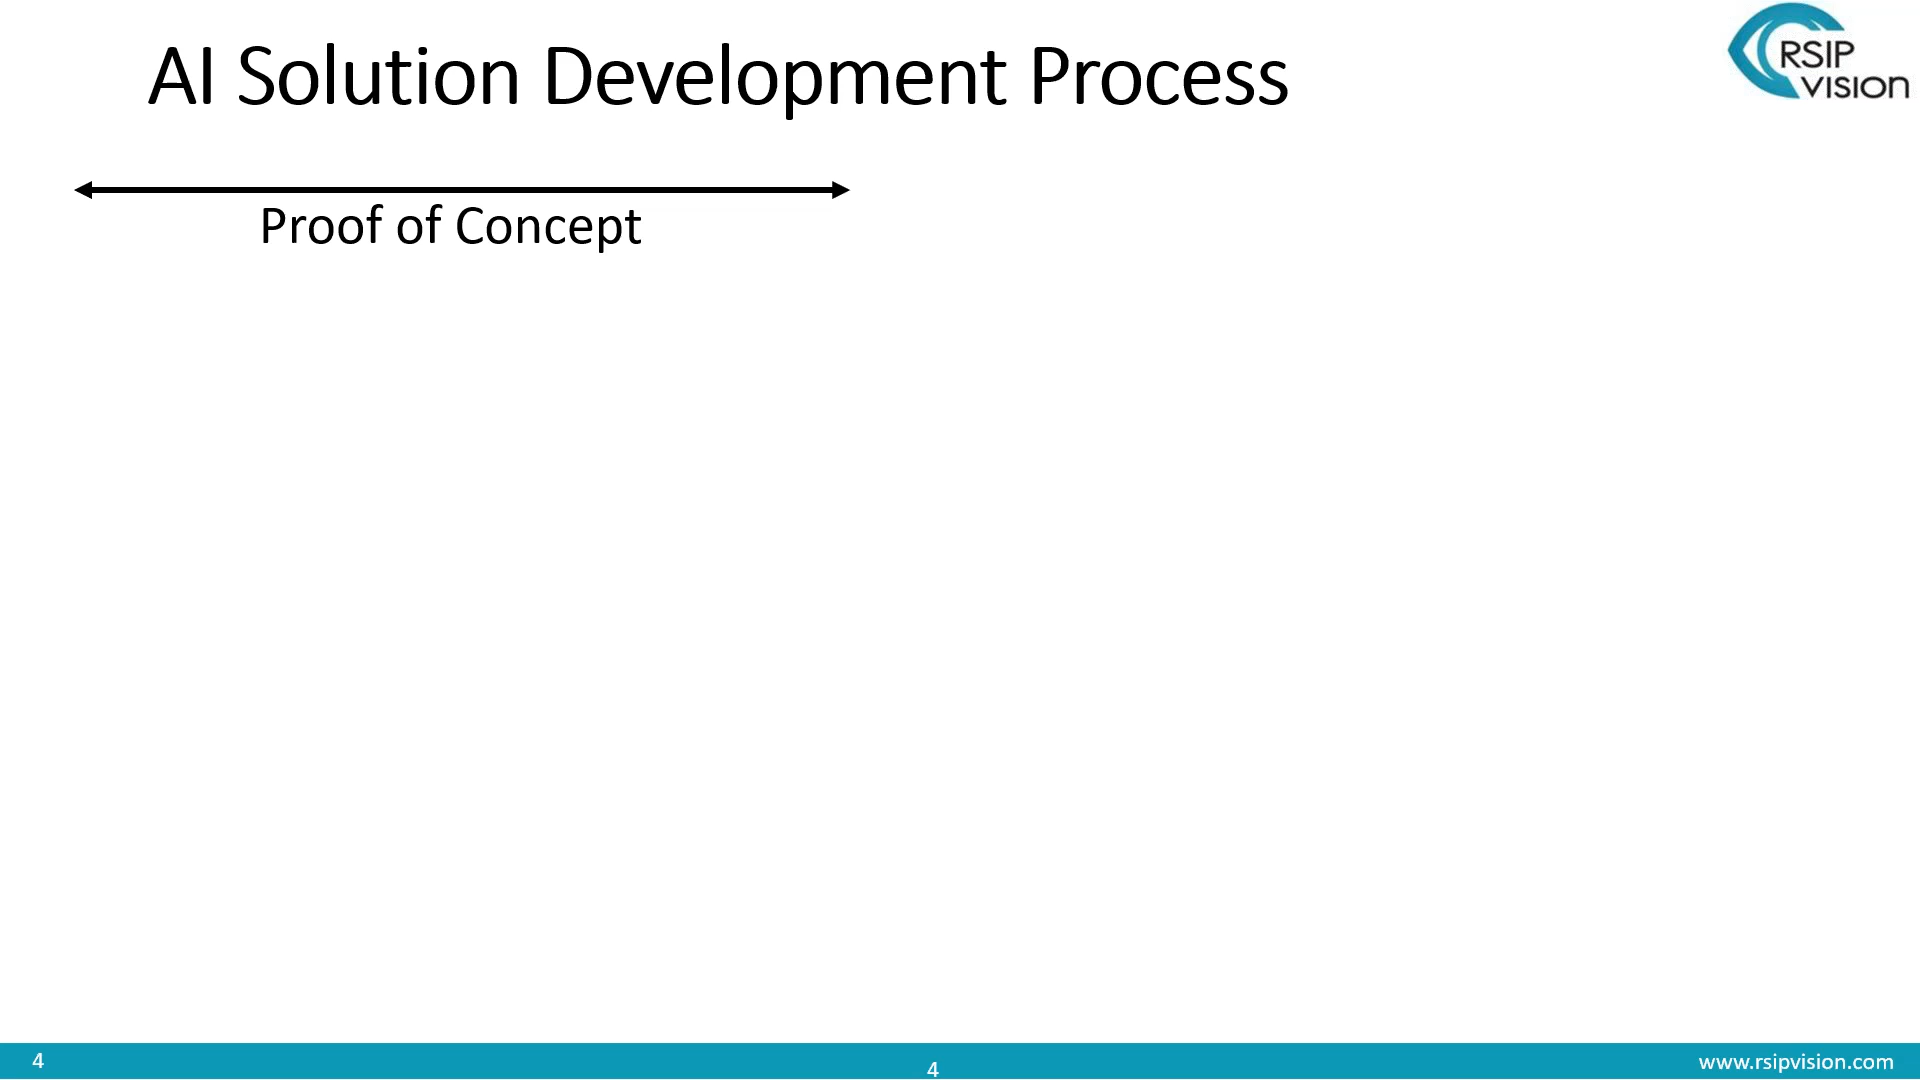 AI Solution Development Process
RSIP
VISION
Proof of Concept
4
4
www.rsipvision.com